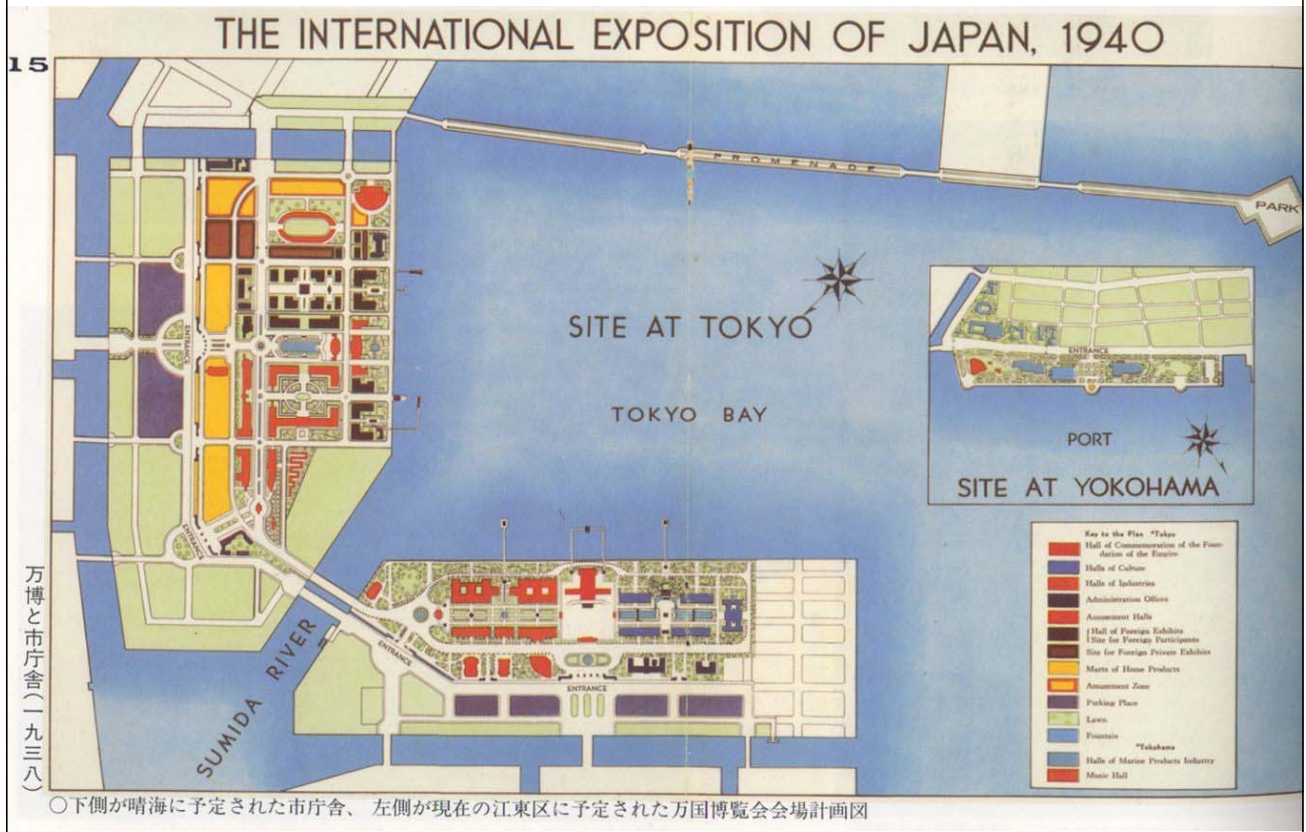 THE INTERNATIONAL EXPOSITION OF JAPAN, 1940
15
PROMENADE
PARK
SITE AT TOKYO
TOKYO BAY
ENTRANCE
ENTRANCE
ENTRANCE
ENTRANCE
SUMIDA RIVER
ENTRANCE
PORT
SITE AT YOKOHAMA
Key to the Plan *Tokyo
Hall of Commemoration of the Foun-
dation of the Empire
Halls of Culture
Halls of Industries
Administration Offices
Amusement Halls
Hall of Foreign Exhibits
Site for Foreign Participants
Site for Foreign Private Exhibits
Marts of Home Products
Amusement Zone
Parking Place
Lawn
Fountain
*Yokohama
Halls of Marine Products Industry
Music Hall
万博と市庁舎(一九三八)
○下側が晴海に予定された市庁舎、左側が現在の江東区に予定された万国博覧会会場計画図